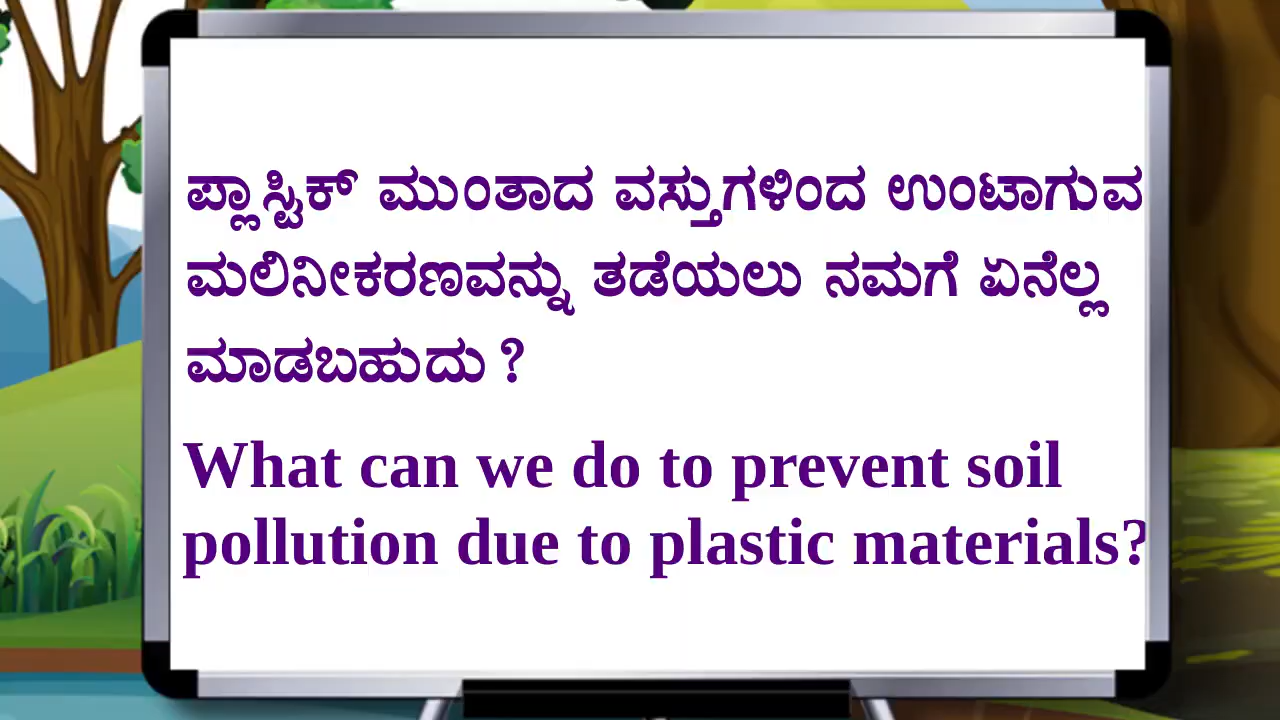 ಪ್ಲಾಸ್ಟಿಕ್ ಮುಂತಾದ ವಸ್ತುಗಳಿಂದ ಉಂಟಾಗುವ
ಮಲಿನೀಕರಣವನ್ನು ತಡೆಯಲು ನಮಗೆ ಏನೆಲ್ಲ
ಮಾಡಬಹುದು ?
What can we do to prevent soil
pollution due to plastic materials?